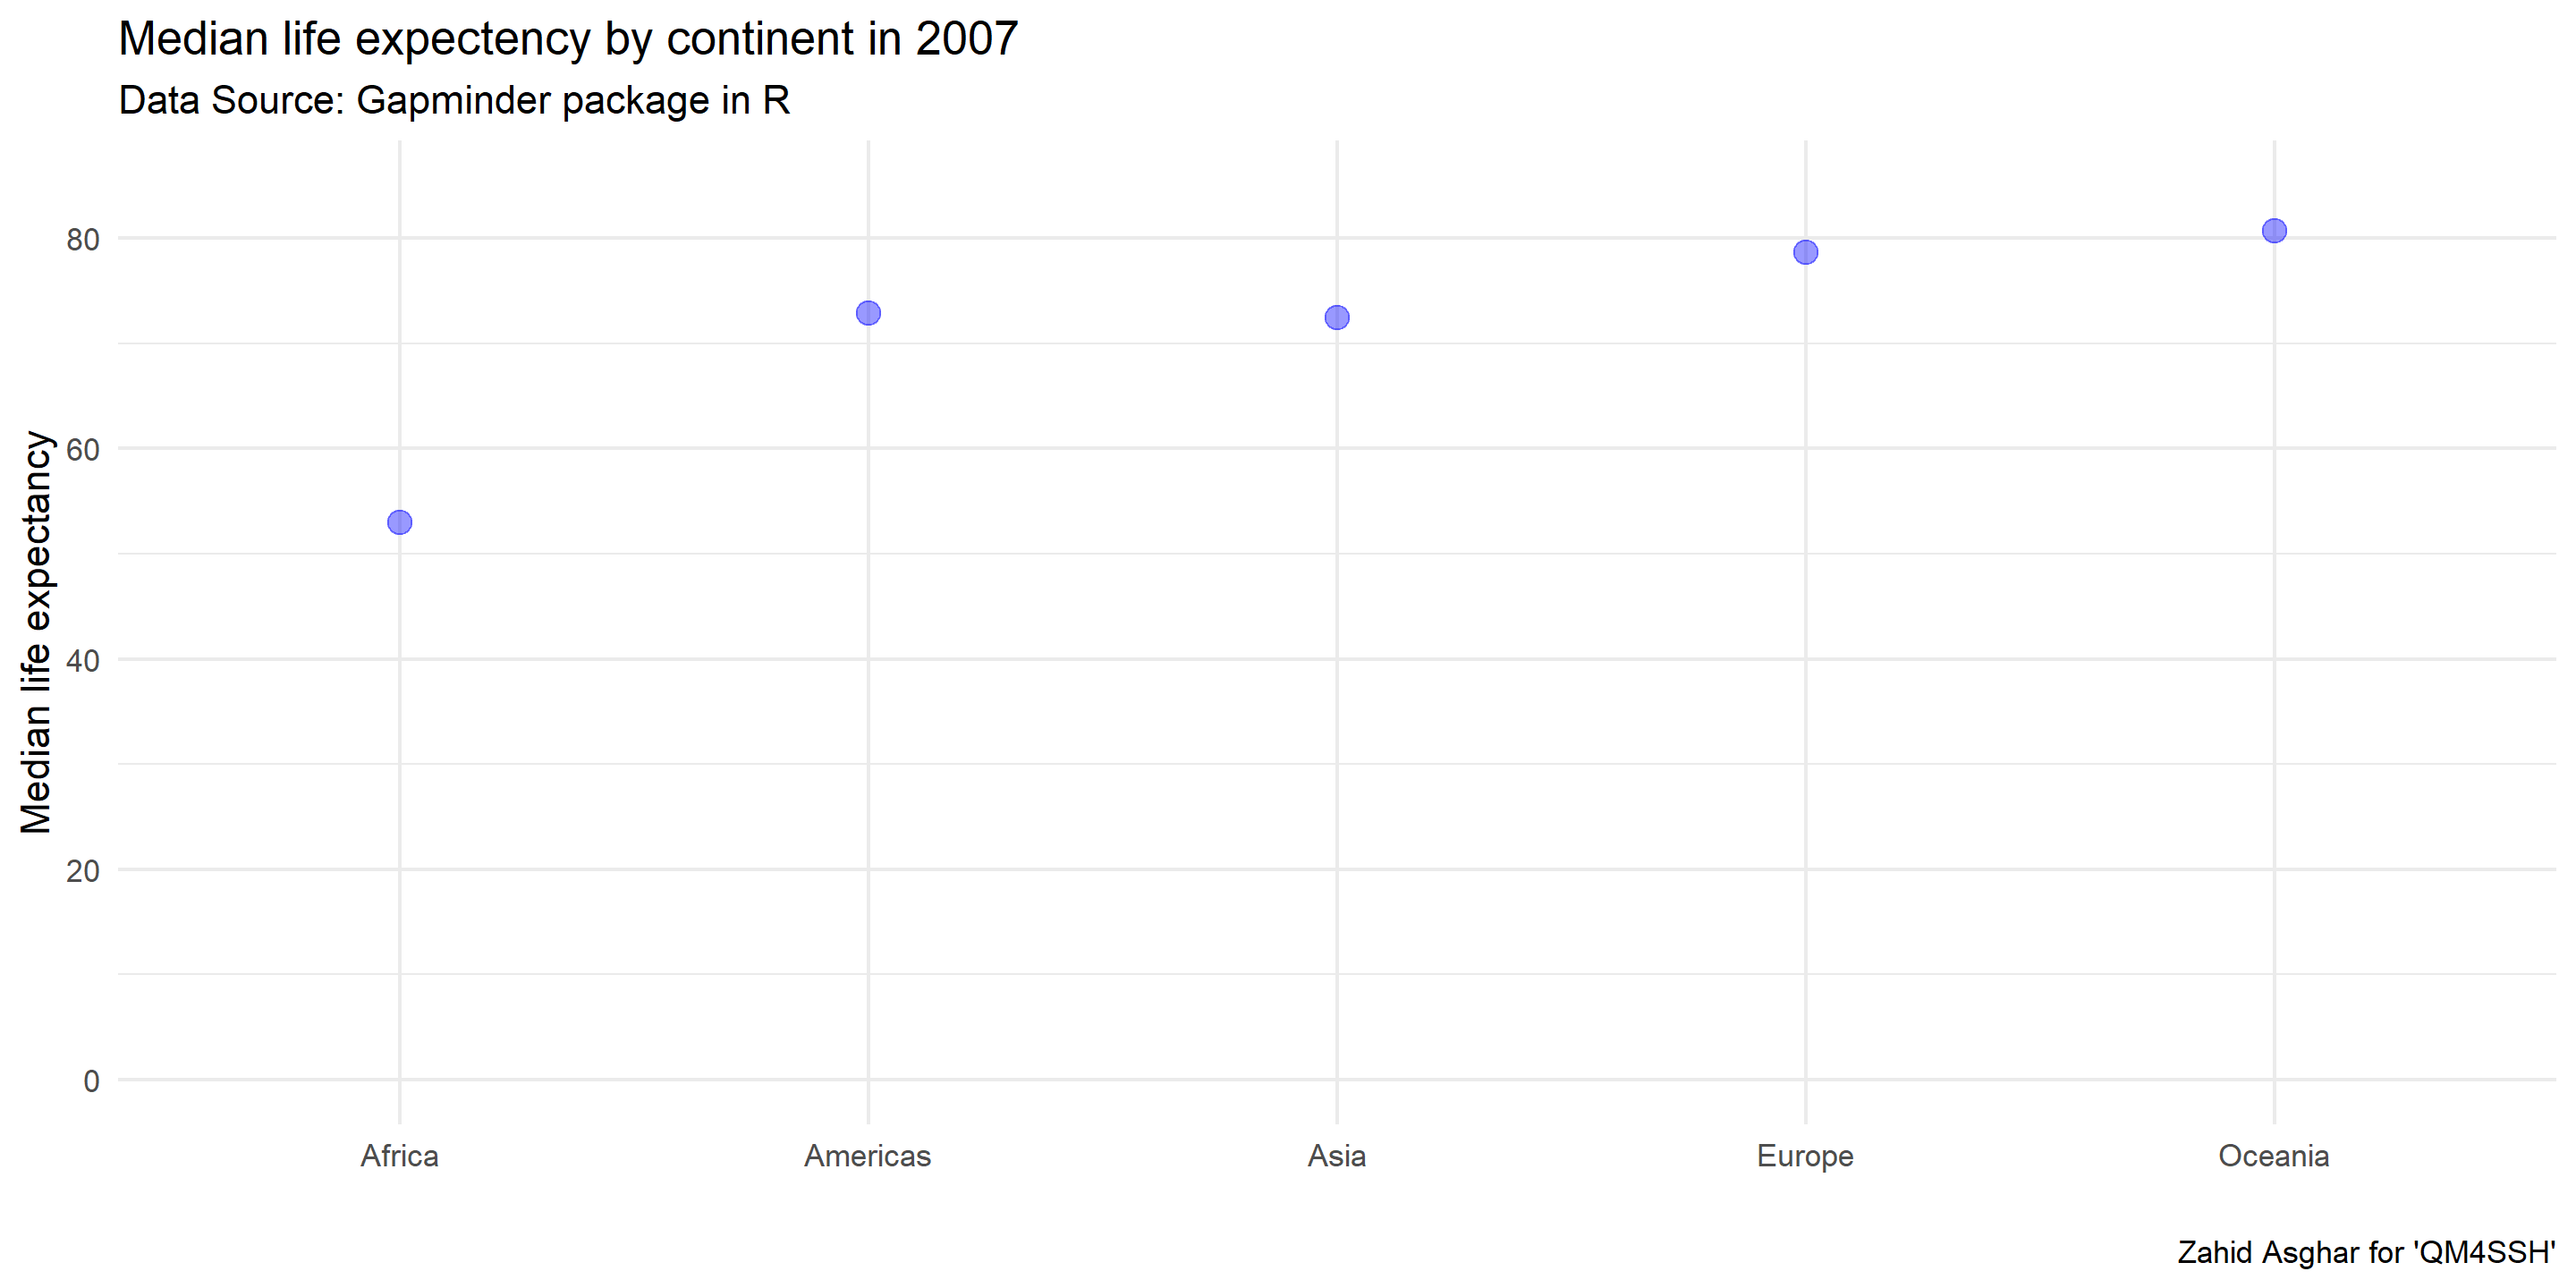 Median life expectency by continent in 2007
Data Source: Gapminder package in R
Median life expectancy
80
60
40
20
0
Africa
Americas
Asia
Europe
Oceania
Zahid Asghar for 'QM4SSH'